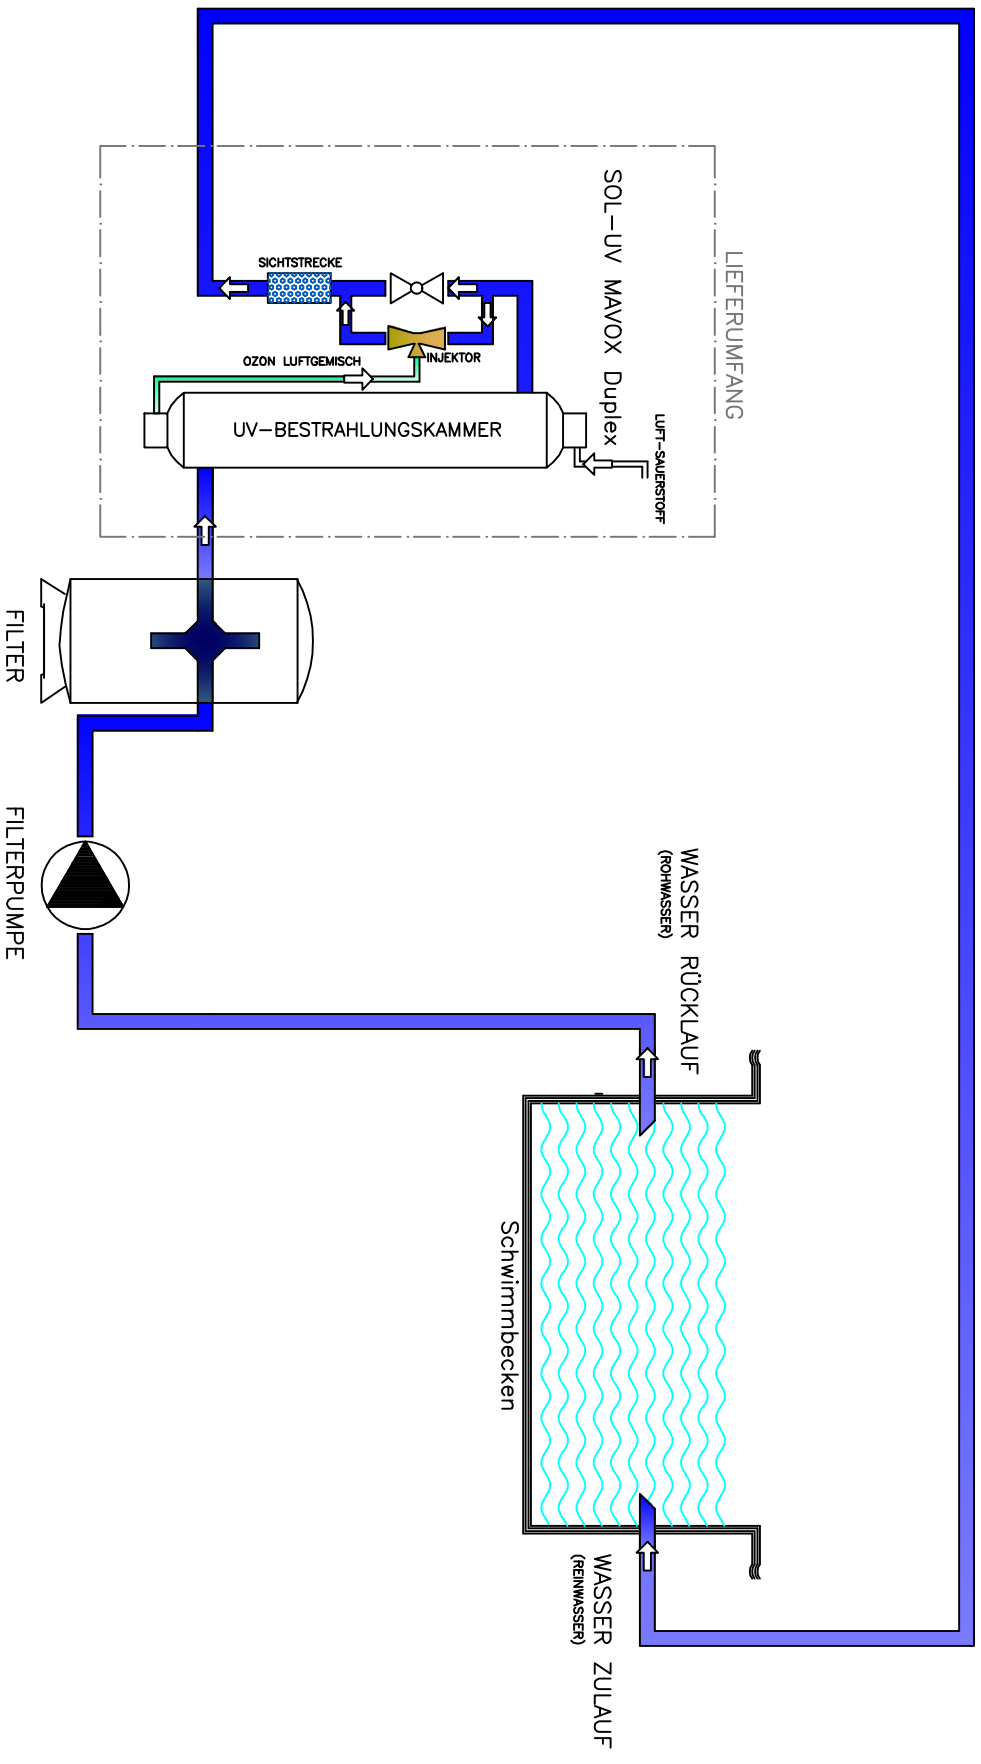 LIEFERUMFANG
SOL-UV MAVOX Duplex
LUFT-SAUERSTOFF
SICHTSTRECKE
INJEKTOR
OZON LUFTGEMISCH
UV-BESTRAHLUNGSKAMMER
FILTER
FILTERPUMPE
WASSER RÜCKLAUF
(ROHWASSER)
Schwimmbecken
WASSER ZULAUF
(REINWASSER)